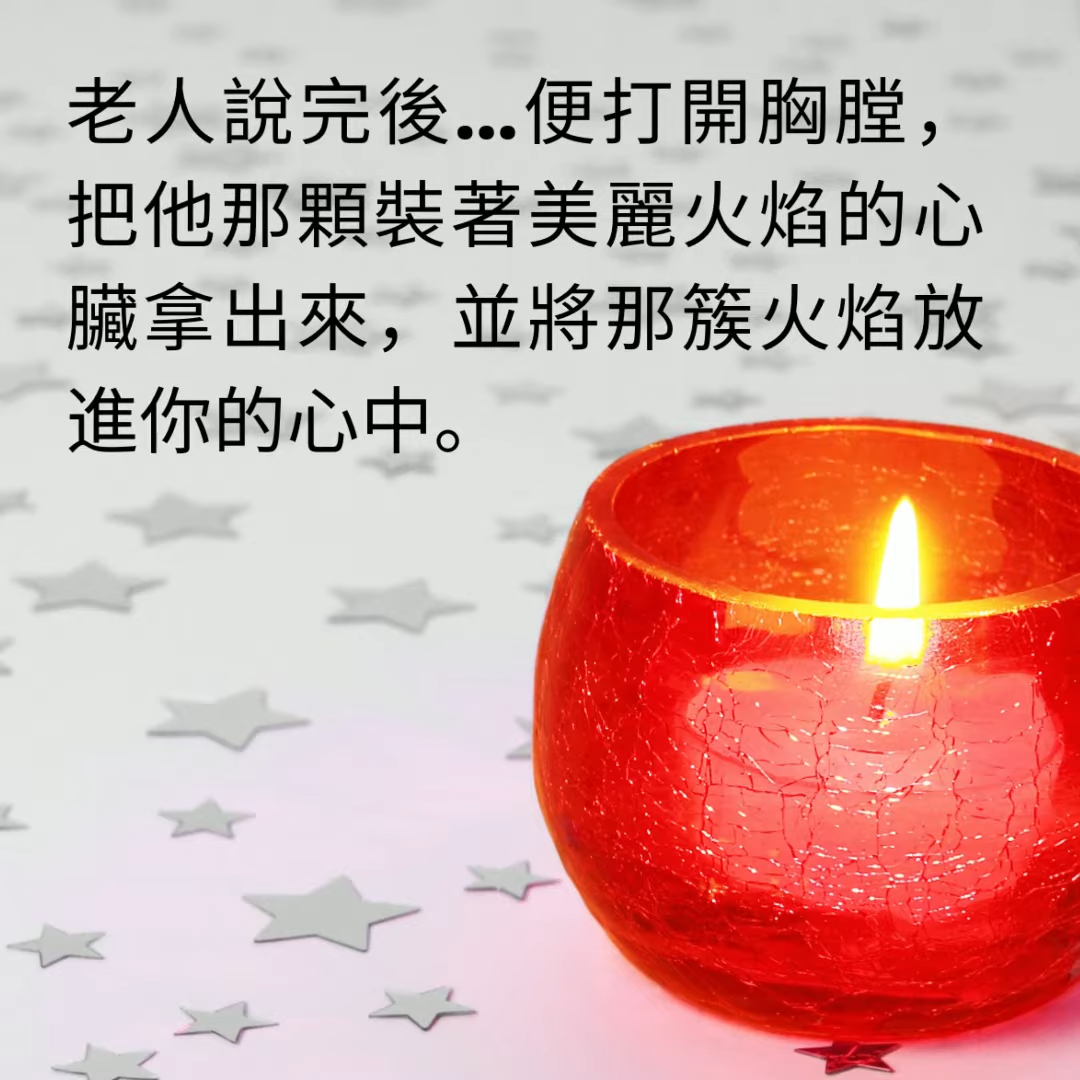 老人說完後...便打開胸膛，
把他那顆裝著美麗火焰的心
臟拿出來，並將那簇火焰放
進你的心中。